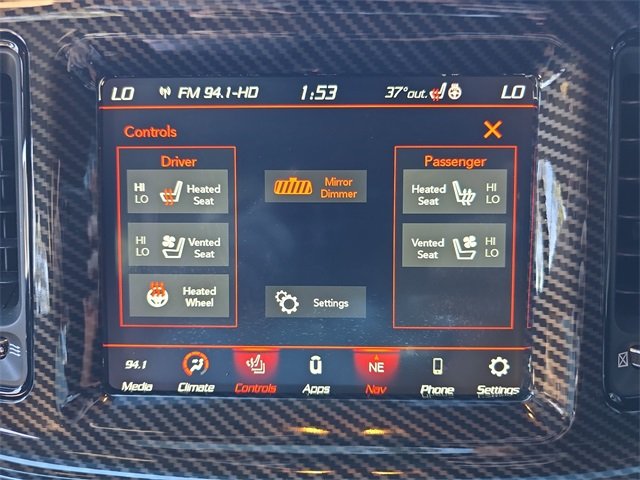 LO FM 94.1-HD 1:53 37°out. LO
Controls
Driver
HI
LO
Heated
Seat
HI
LO
Vented
Seat
Heated
Wheel
Mirror
Dimmer
Settings
Passenger
Heated
Seat
HI
LO
Vented
Seat
HI
LO
94.1 NE
Media Climate Controls Apps Nav Phone Settings